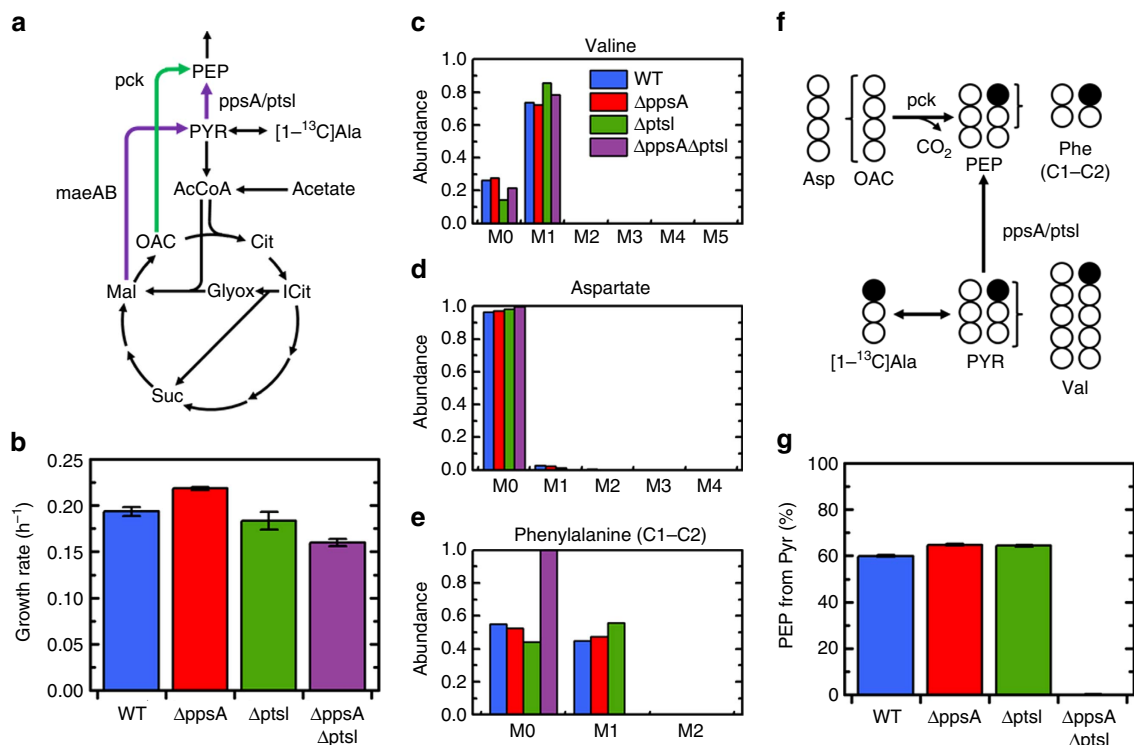 a
pck
PEP
ppsA/ptsI
PYR
[1–¹³C]Ala
maeAB
AcCoA
Acetate
OAC
Cit
Mal
Glyox
ICit
Suc
b
Growth rate (h⁻¹)
0.25
0.20
0.15
0.10
0.05
0.00
WT
ΔppsA
ΔptsI
ΔppsA
ΔptsI
c
Valine
Abundance
1.0
0.8
0.6
0.4
0.2
0.0
WT
ΔppsA
ΔptsI
ΔppsAΔptsI
M0 M1 M2 M3 M4 M5
d
Aspartate
Abundance
1.0
0.8
0.6
0.4
0.2
0.0
M0 M1 M2 M3 M4
e
Phenylalanine (C1–C2)
Abundance
1.0
0.8
0.6
0.4
0.2
0.0
M0 M1 M2
f
pck
CO₂
Asp
OAC
PEP
Phe
(C1–C2)
ppsA/ptsI
[1–¹³C]Ala
PYR
Val
g
PEP from Pyr (%)
100
80
60
40
20
0
WT
ΔppsA
ΔptsI
ΔppsA
ΔptsI